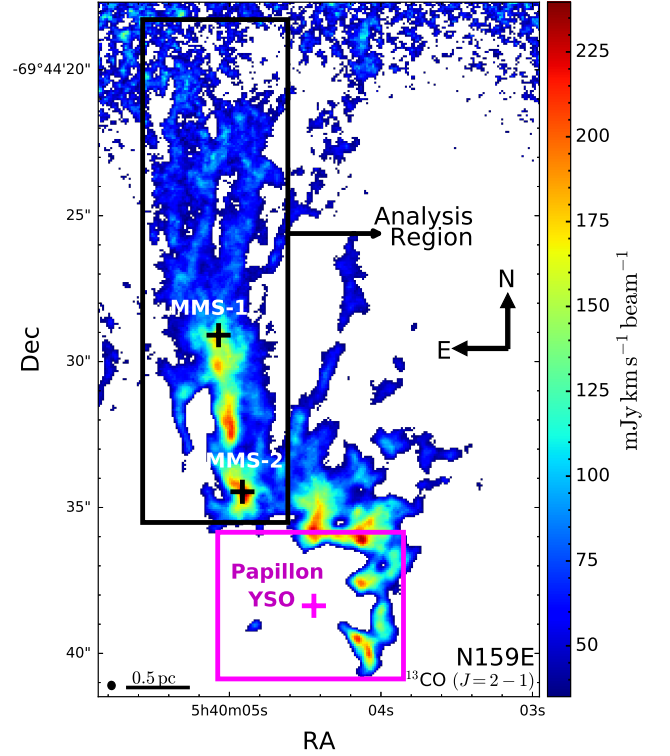 -69°44'20"
25"
30"
35"
40"
Dec
MMS-1
MMS-2
Analysis
Region
N
E
Papillon
YSO
0.5 pc
N159E
¹³CO (J=2−1)
5ʰ40ᵐ05ˢ
04s
03s
RA
225
200
175
150
125
100
75
50
mJy km s⁻¹ beam⁻¹